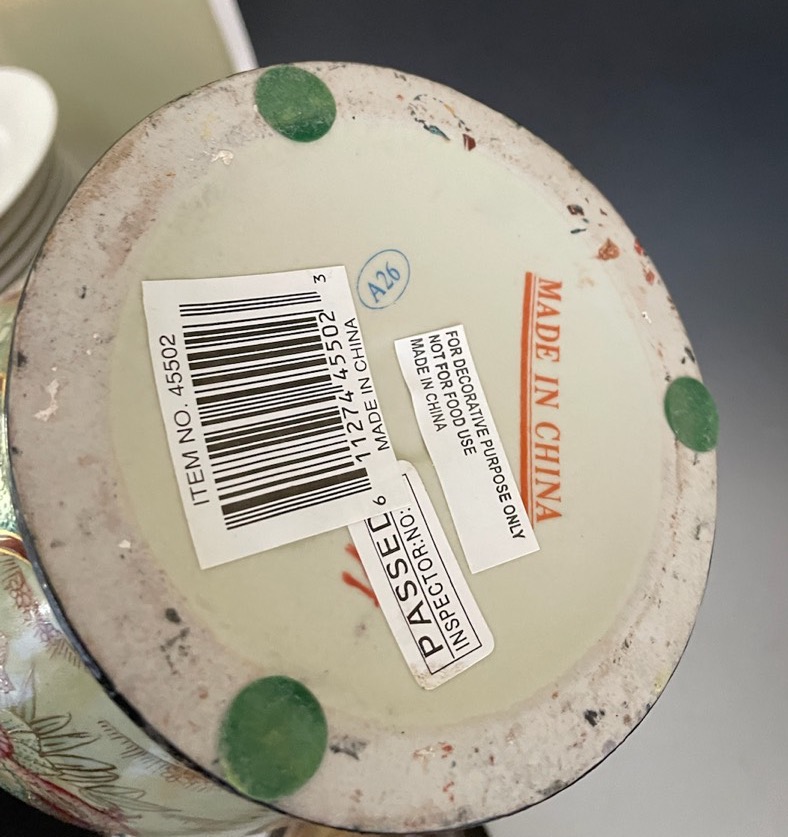 ITEM NO. 45502
6 11274 45502 3
MADE IN CHINA
A26
FOR DECORATIVE PURPOSE ONLY
NOT FOR FOOD USE
MADE IN CHINA
MADE IN CHINA
PASSED
INSPECTOR:NO: